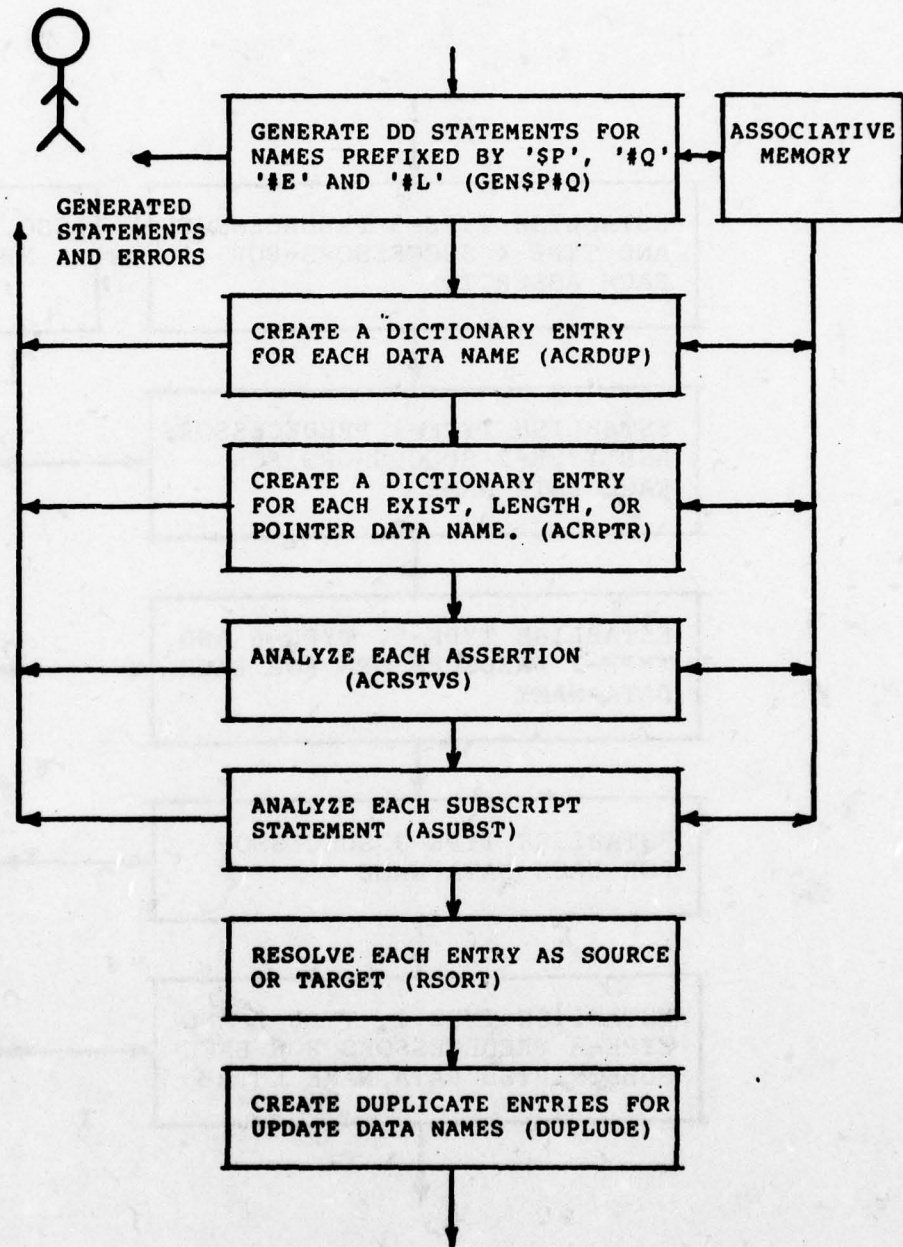 GENERATE DD STATEMENTS FOR
NAMES PREFIXED BY '$P', '#Q'
'#E' AND '#L' (GEN$P#Q)
ASSOCIATIVE
MEMORY
GENERATED
STATEMENTS
AND ERRORS
CREATE A DICTIONARY ENTRY
FOR EACH DATA NAME (ACRDUP)
CREATE A DICTIONARY ENTRY
FOR EACH EXIST, LENGTH, OR
POINTER DATA NAME. (ACRPTR)
ANALYZE EACH ASSERTION
(ACRSTVS)
ANALYZE EACH SUBSCRIPT
STATEMENT (ASUBST)
RESOLVE EACH ENTRY AS SOURCE
OR TARGET (RSORT)
CREATE DUPLICATE ENTRIES FOR
UPDATE DATA NAMES (DUPLUDE)